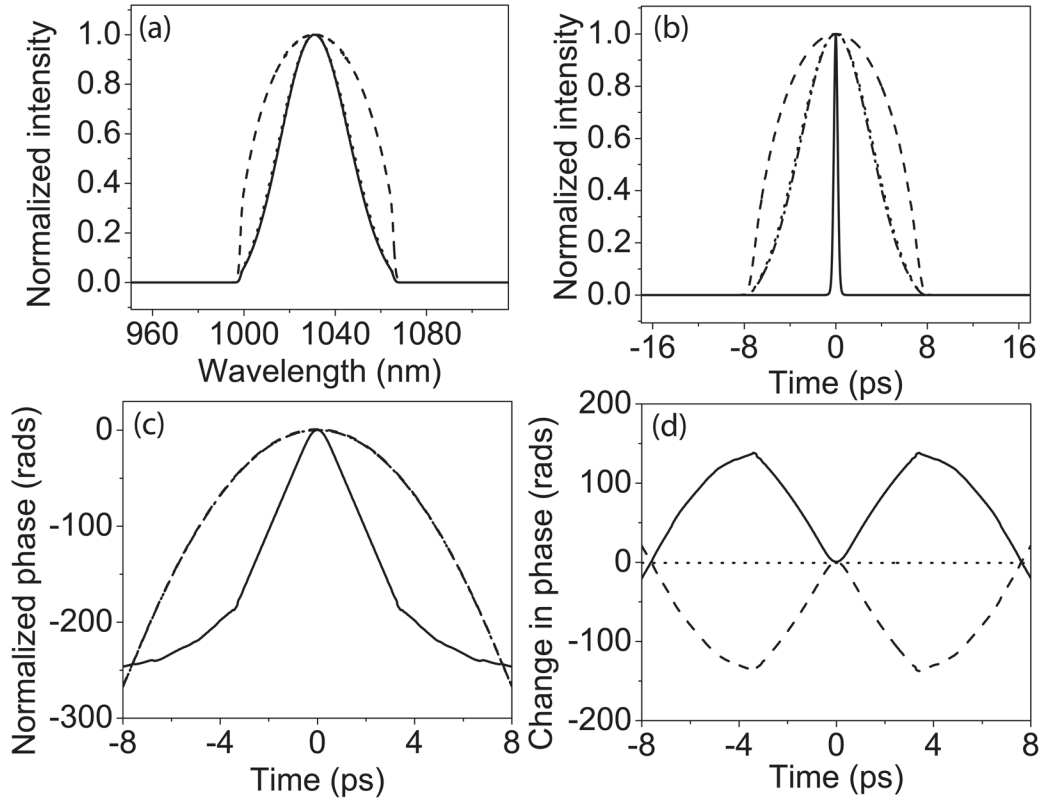 (a)
Normalized intensity
1.0
0.8
0.6
0.4
0.2
0.0
960 1000 1040 1080
Wavelength (nm)
(b)
Normalized intensity
1.0
0.8
0.6
0.4
0.2
0.0
-16 -8 0 8 16
Time (ps)
(c)
Normalized phase (rads)
0
-100
-200
-300
-8 -4 0 4 8
Time (ps)
(d)
Change in phase (rads)
200
100
0
-100
-200
-8 -4 0 4 8
Time (ps)